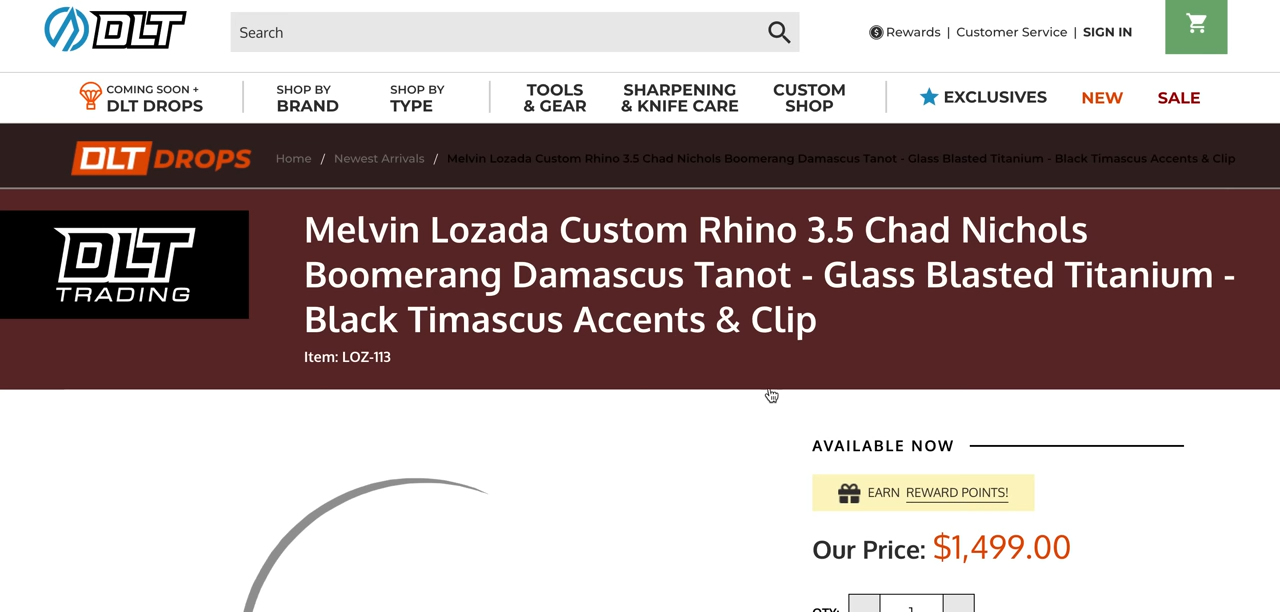 DLT
Search
Rewards | Customer Service | SIGN IN
COMING SOON +
DLT DROPS
SHOP BY
BRAND
SHOP BY
TYPE
TOOLS
& GEAR
SHARPENING
& KNIFE CARE
CUSTOM
SHOP
EXCLUSIVES
NEW
SALE
DLT DROPS
Home / Newest Arrivals / Melvin Lozada Custom Rhino 3.5 Chad Nichols Boomerang Damascus Tanot - Glass Blasted Titanium - Black Timascus Accents & Clip
DLT
TRADING
Melvin Lozada Custom Rhino 3.5 Chad Nichols
Boomerang Damascus Tanot - Glass Blasted Titanium -
Black Timascus Accents & Clip
Item: LOZ-113
AVAILABLE NOW
EARN REWARD POINTS!
Our Price: $1,499.00
QTY: 1